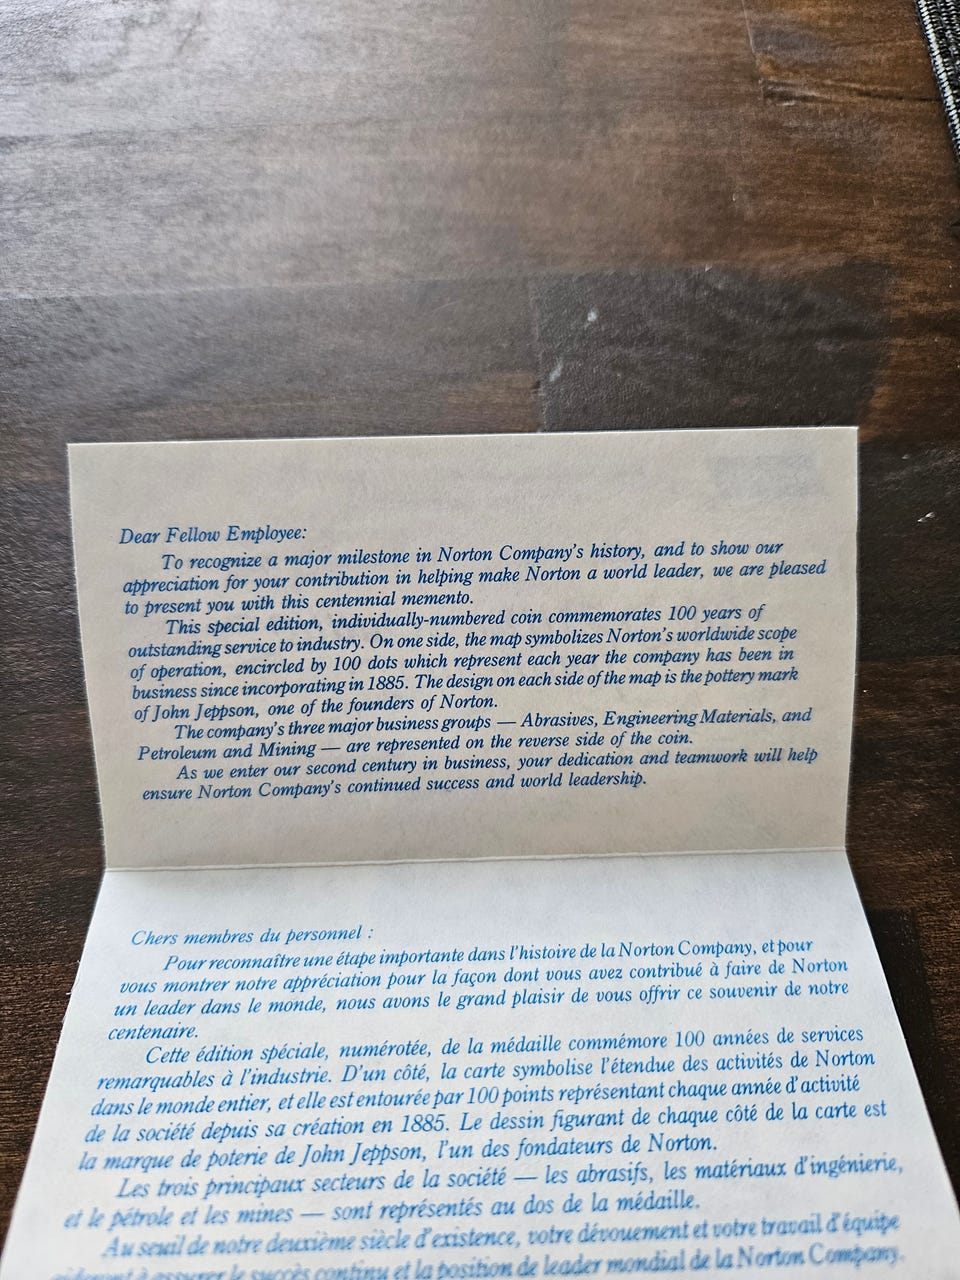 Dear Fellow Employee:
To recognize a major milestone in Norton Company's history, and to show our
appreciation for your contribution in helping make Norton a world leader, we are pleased
to present you with this centennial memento.
This special edition, individually-numbered coin commemorates 100 years of
outstanding service to industry. On one side, the map symbolizes Norton's worldwide scope
of operation, encircled by 100 dots which represent each year the company has been in
business since incorporating in 1885. The design on each side of the map is the pottery mark
of John Jeppson, one of the founders of Norton.
The company's three major business groups — Abrasives, Engineering Materials, and
Petroleum and Mining — are represented on the reverse side of the coin.
As we enter our second century in business, your dedication and teamwork will help
ensure Norton Company's continued success and world leadership.
Chers membres du personnel :
Pour reconnaître une étape importante dans l'histoire de la Norton Company, et pour
vous montrer notre appréciation pour la façon dont vous avez contribué à faire de Norton
un leader dans le monde, nous avons le grand plaisir de vous offrir ce souvenir de notre
centenaire.
Cette édition spéciale, numérotée, de la médaille commémore 100 années de services
remarquables à l'industrie. D'un côté, la carte symbolise l'étendue des activités de Norton
dans le monde entier, et elle est entourée par 100 points représentant chaque année d'activité
de la société depuis sa création en 1885. Le dessin figurant de chaque côté de la carte est
la marque de poterie de John Jeppson, l'un des fondateurs de Norton.
Les trois principaux secteurs de la société — les abrasifs, les matériaux d'ingénierie,
et le pétrole et les mines — sont représentés au dos de la médaille.
Au seuil de notre deuxième siècle d'existence, votre dévouement et votre travail d'équipe
aideront à assurer le succès continu et la position de leader mondial de la Norton Company.